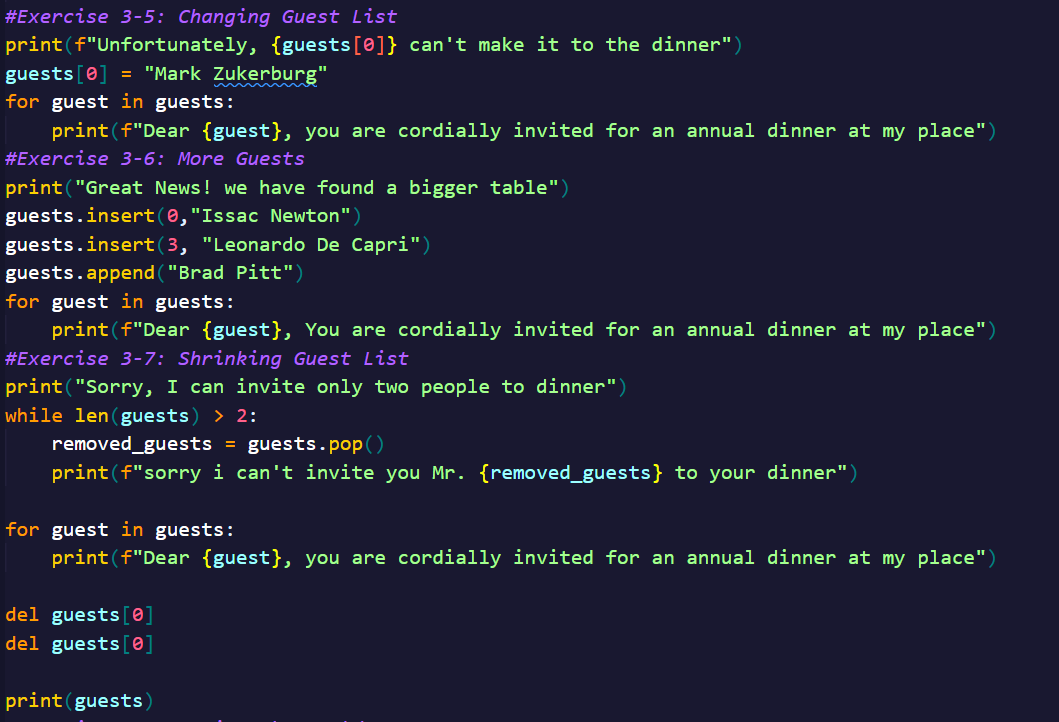 #Exercise 3-5: Changing Guest List
print(f"Unfortunately, {guests[0]} can't make it to the dinner")
guests[0] = "Mark Zukerburg"
for guest in guests:
    print(f"Dear {guest}, you are cordially invited for an annual dinner at my place")
#Exercise 3-6: More Guests
print("Great News! we have found a bigger table")
guests.insert(0,"Issac Newton")
guests.insert(3, "Leonardo De Capri")
guests.append("Brad Pitt")
for guest in guests:
    print(f"Dear {guest}, You are cordially invited for an annual dinner at my place")
#Exercise 3-7: Shrinking Guest List
print("Sorry, I can invite only two people to dinner")
while len(guests) > 2:
    removed_guests = guests.pop()
    print(f"sorry i can't invite you Mr. {removed_guests} to your dinner")
for guest in guests:
    print(f"Dear {guest}, you are cordially invited for an annual dinner at my place")
del guests[0]
del guests[0]
print(guests)